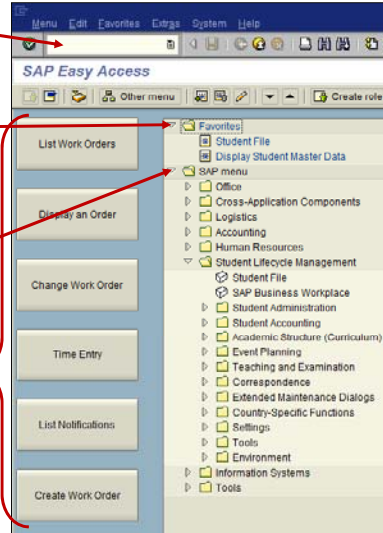 Menu Edit Favorites Extras System Help
SAP Easy Access
Other menu Create role
List Work Orders
Display an Order
Change Work Order
Time Entry
List Notifications
Create Work Order
Favorites
Student File
Display Student Master Data
SAP menu
Office
Cross-Application Components
Logistics
Accounting
Human Resources
Student Lifecycle Management
Student File
SAP Business Workplace
Student Administration
Student Accounting
Academic Structure (Curriculum)
Event Planning
Teaching and Examination
Correspondence
Extended Maintenance Dialogs
Country-Specific Functions
Settings
Tools
Environment
Information Systems
Tools